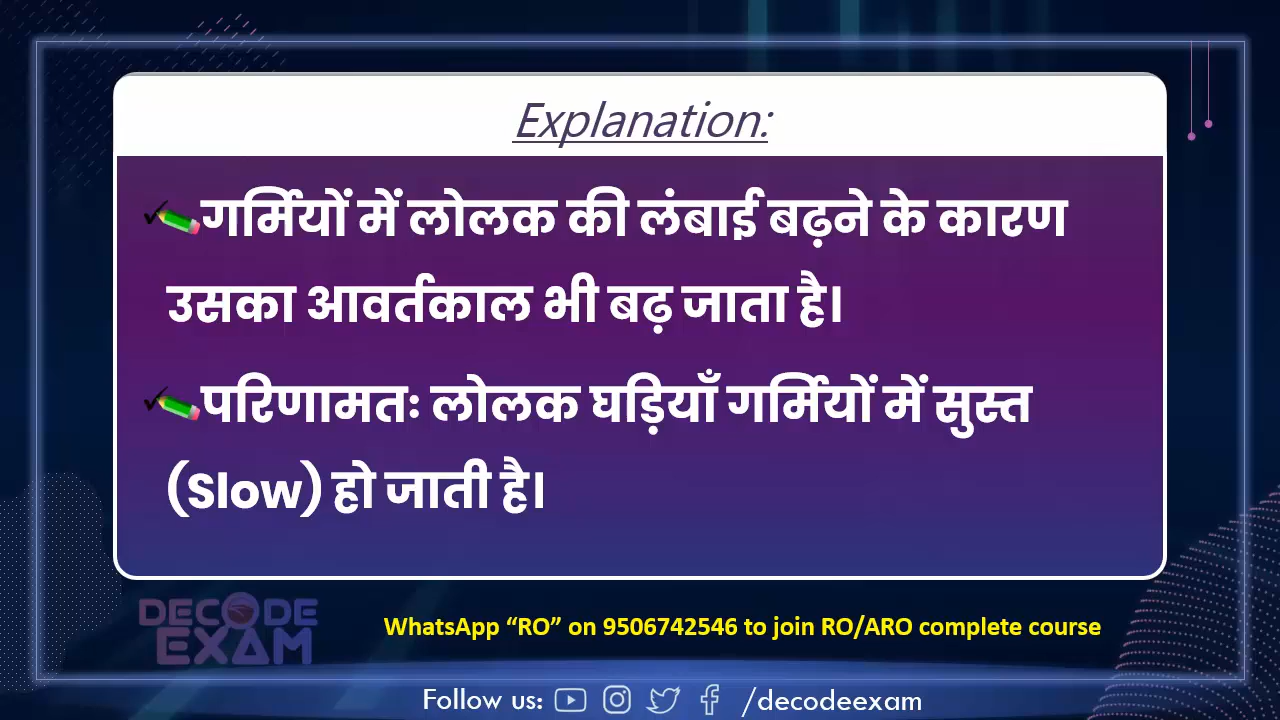 Explanation:
गर्मियों में लोलक की लंबाई बढ़ने के कारण
उसका आवर्तकाल भी बढ़ जाता है।
परिणामतः लोलक घड़ियाँ गर्मियों में सुस्त
(Slow) हो जाती है।
DECODE
EXAM
WhatsApp “RO” on 9506742546 to join RO/ARO complete course
Follow us: /decodeexam